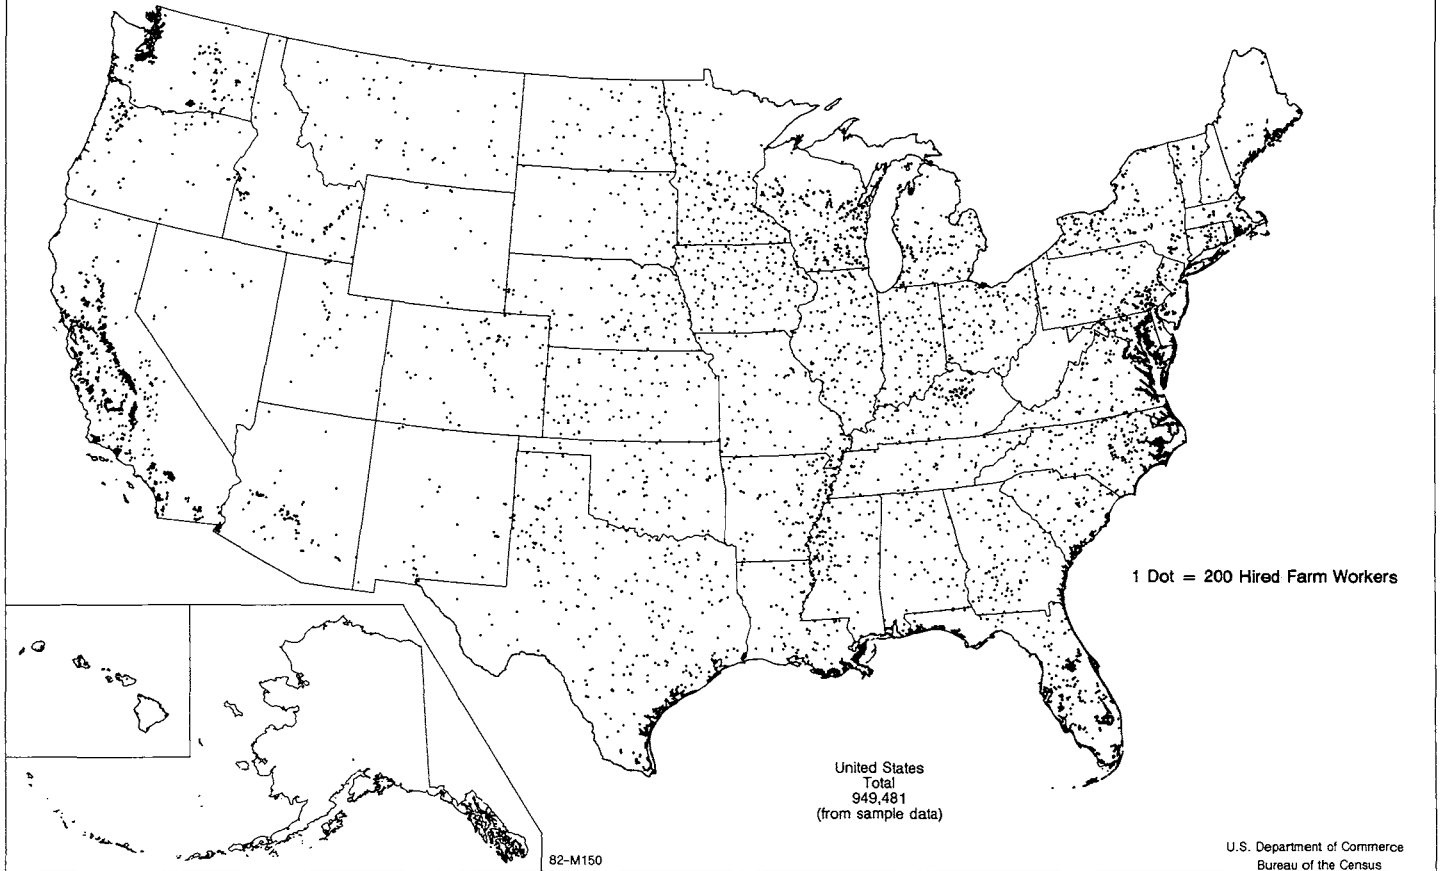 1 Dot = 200 Hired Farm Workers
United States
Total
949,481
(from sample data)
82-M150
U.S. Department of Commerce
Bureau of the Census